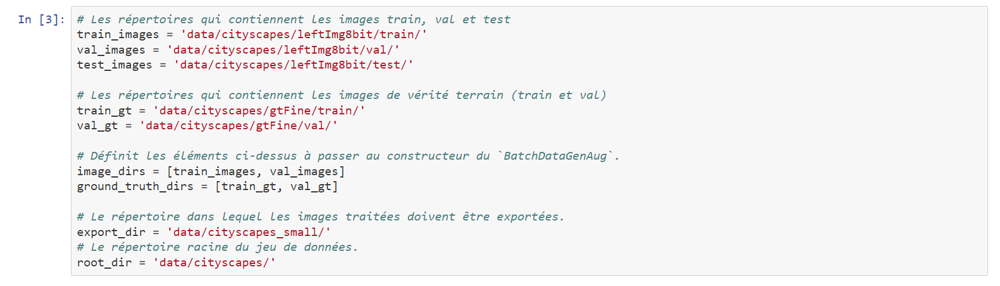 In [3]: # Les répertoires qui contiennent les images train, val et test
train_images = 'data/cityscapes/leftImg8bit/train/'
val_images = 'data/cityscapes/leftImg8bit/val/'
test_images = 'data/cityscapes/leftImg8bit/test/'
# Les répertoires qui contiennent les images de vérité terrain (train et val)
train_gt = 'data/cityscapes/gtFine/train/'
val_gt = 'data/cityscapes/gtFine/val/'
# Définit les éléments ci-dessus à passer au constructeur du `BatchDataGenAug`.
image_dirs = [train_images, val_images]
ground_truth_dirs = [train_gt, val_gt]
# Le répertoire dans lequel les images traitées doivent être exportées.
export_dir = 'data/cityscapes_small/'
# Le répertoire racine du jeu de données.
root_dir = 'data/cityscapes/'